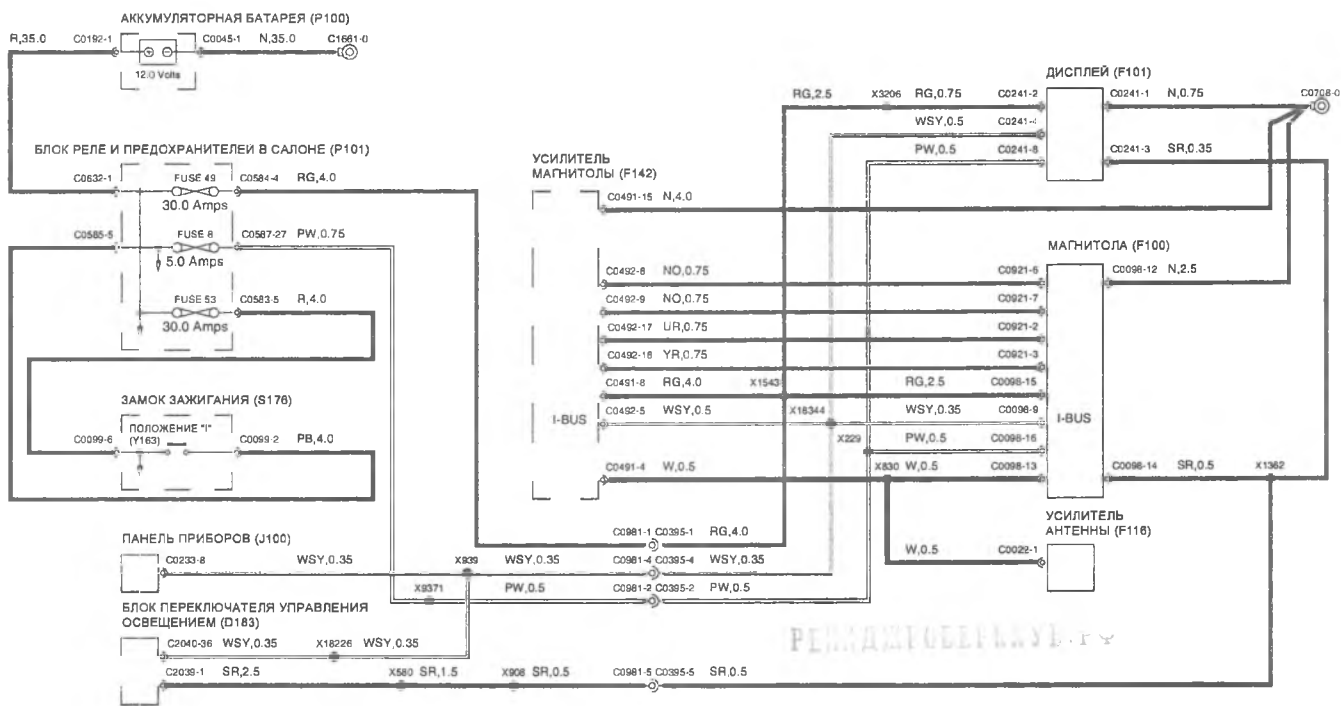 АККУМУЛЯТОРНАЯ БАТАРЕЯ (P100)
R,35.0 C0192-1 C0045-1 N,35.0 C1661-0
12.0 Volts
БЛОК РЕЛЕ И ПРЕДОХРАНИТЕЛЕЙ В САЛОНЕ (P101)
C0632-1 FUSE 49 C0584-4 RG,4.0
30.0 Amps
C0585-5 FUSE 8 C0587-27 PW,0.75
5.0 Amps
FUSE 53 C0583-5 R,4.0
30.0 Amps
ЗАМОК ЗАЖИГАНИЯ (S176)
ПОЛОЖЕНИЕ "I"
C0099-6 (Y163) C0099-2 PB,4.0
ПАНЕЛЬ ПРИБОРОВ (J100)
C0233-8 WSY,0.35 X939 WSY,0.35 C0981-4 C0395-4 WSY,0.35
БЛОК ПЕРЕКЛЮЧАТЕЛЯ УПРАВЛЕНИЯ
ОСВЕЩЕНИЕМ (D183)
X9371 PW,0.5 C0981-2 C0395-2 PW,0.5
C2040-36 WSY,0.35 X18226 WSY,0.35
C2039-1 SR,2.5 X580 SR,1.5 X908 SR,0.5 C0981-5 C0395-5 SR,0.5
C0981-1 C0395-1 RG,4.0
УСИЛИТЕЛЬ
МАГНИТОЛЫ (F142)
C0491-15 N,4.0
C0492-8 NO,0.75
C0492-9 NO,0.75
C0492-17 UR,0.75
C0492-16 YR,0.75
C0491-8 RG,4.0 X1543
I-BUS C0492-5 WSY,0.5 X18344
X229
C0491-4 W,0.5 X830 W,0.5 C0098-13
ДИСПЛЕЙ (F101)
RG,2.5 X3206 RG,0.75 C0241-2 C0241-1 N,0.75 C0708-0
WSY,0.5
PW,0.5 C0241-8 C0241-3 SR,0.35
МАГНИТОЛА (F100)
C0921-6 C0098-12 N,2.5
C0921-7
C0921-2
C0921-3
RG,2.5 C0098-15
WSY,0.35 C0098-9 I-BUS
PW,0.5 C0098-16
C0098-14 SR,0.5 X1362
УСИЛИТЕЛЬ
АНТЕННЫ (F116)
W,0.5 C0022-1